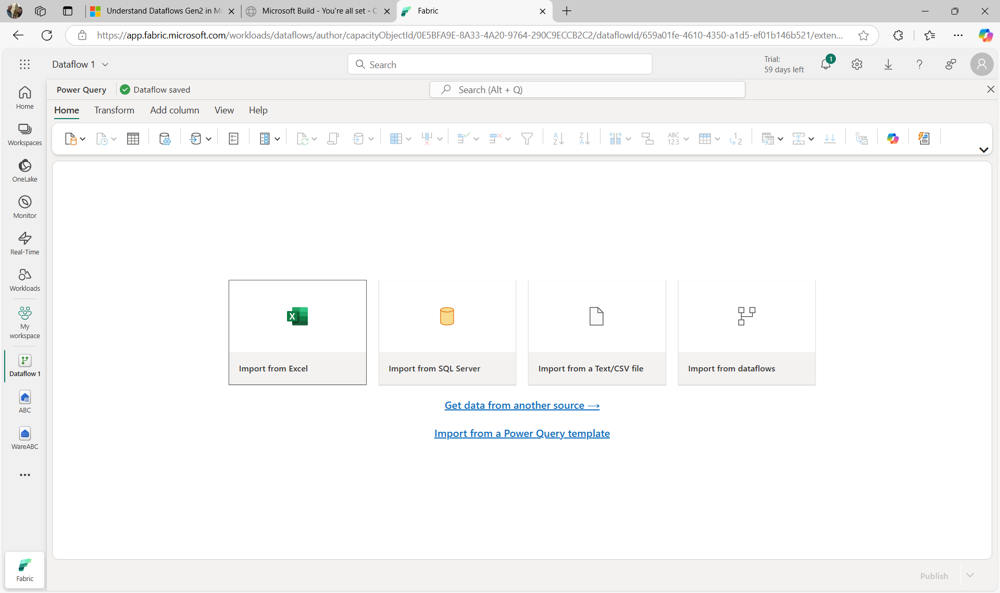 Understand Dataflows Gen2 in Mi
Microsoft Build - You're all set - C
Fabric
https://app.fabric.microsoft.com/workloads/dataflows/author/capacityObjectId/0E5BFA9E-8A33-4A20-9764-290C9ECCB2C2/dataflowId/659a01fe-4610-4350-a1d5-ef01b146b521/exten...
Dataflow 1
Search
Trial:
59 days left
1
Power Query
Dataflow saved
Search (Alt + Q)
Home
Transform
Add column
View
Help
ABC
123
A
Z
Z
A
1
2
CDM
Home
Workspaces
OneLake
Monitor
Real-Time
Workloads
My
workspace
Dataflow 1
ABC
WareABC
Fabric
X
Import from Excel
Import from SQL Server
Import from a Text/CSV file
Import from dataflows
Get data from another source →
Import from a Power Query template
Publish